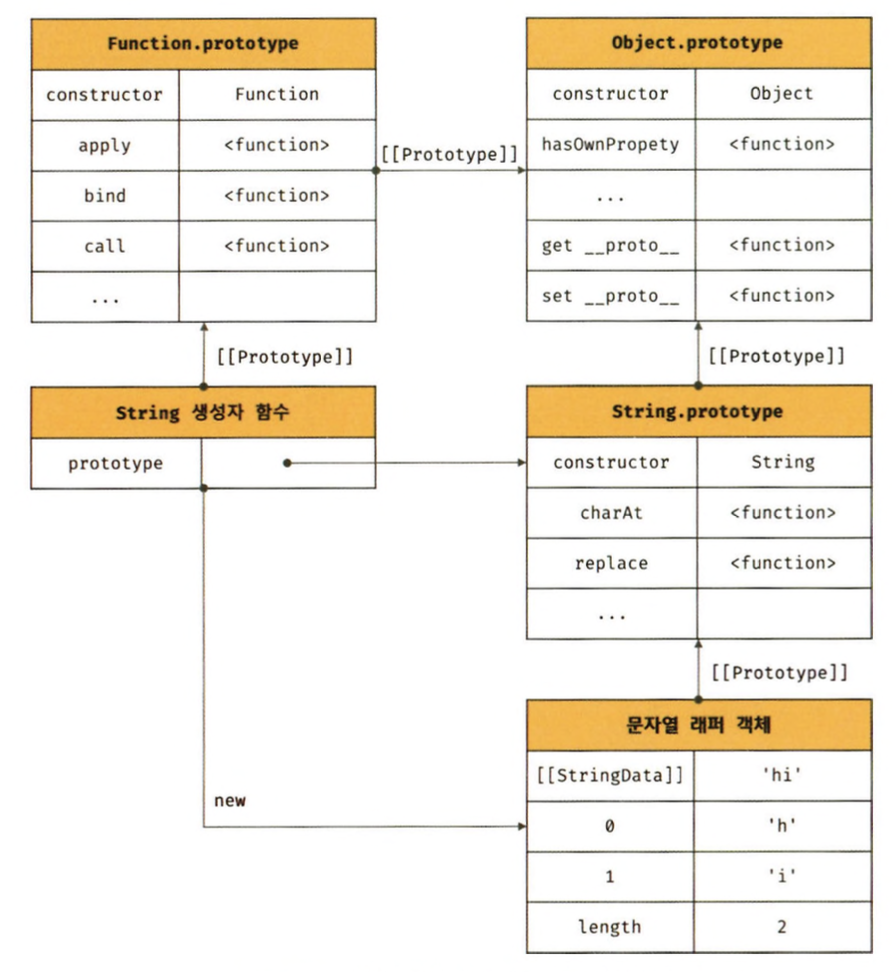 Function.prototype
constructor Function
apply <function>
bind <function>
call <function>
...
[[Prototype]]
Object.prototype
constructor Object
hasOwnPropety <function>
...
get __proto__ <function>
set __proto__ <function>
[[Prototype]]
[[Prototype]]
String 생성자 함수
prototype
String.prototype
constructor String
charAt <function>
replace <function>
...
[[Prototype]]
new
문자열 래퍼 객체
[[StringData]] 'hi'
0 'h'
1 'i'
length 2